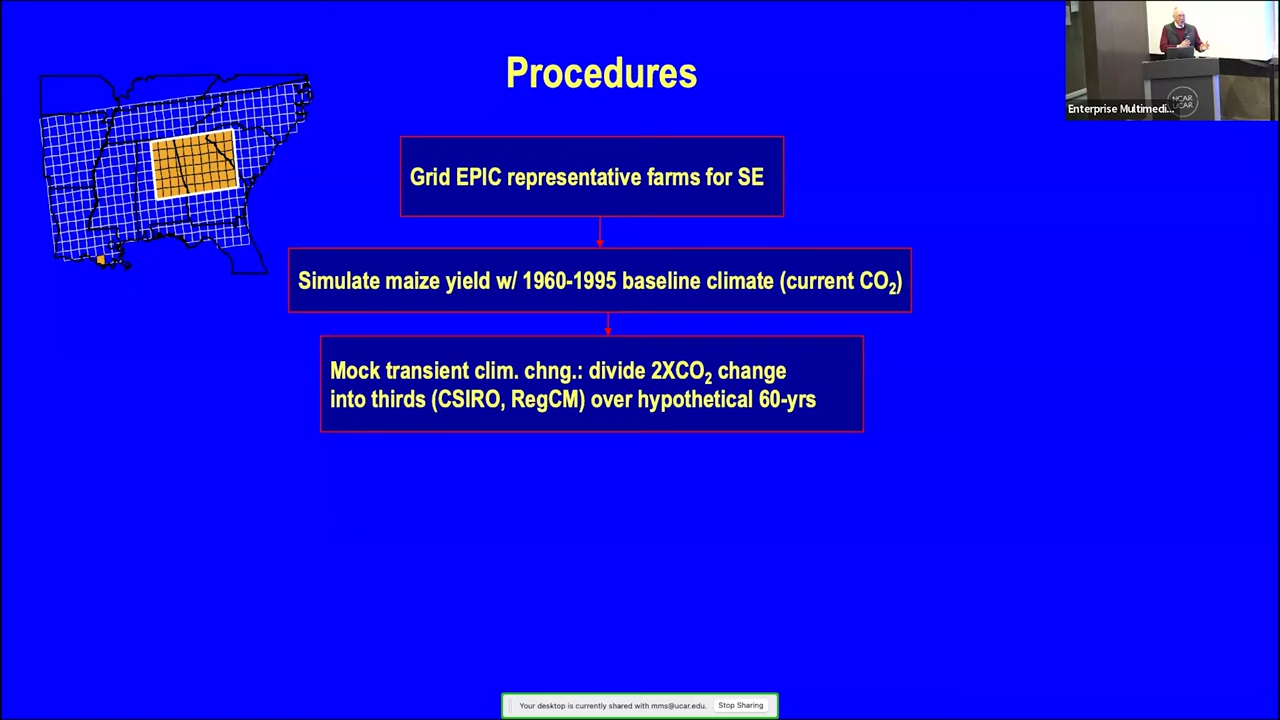 Procedures
Grid EPIC representative farms for SE
Simulate maize yield w/ 1960-1995 baseline climate (current CO₂)
Mock transient clim. chng.: divide 2XCO₂ change
into thirds (CSIRO, RegCM) over hypothetical 60-yrs
NCAR
UCAR
Enterprise Multimedi...
Your desktop is currently shared with mms@ucar.edu.
Stop Sharing